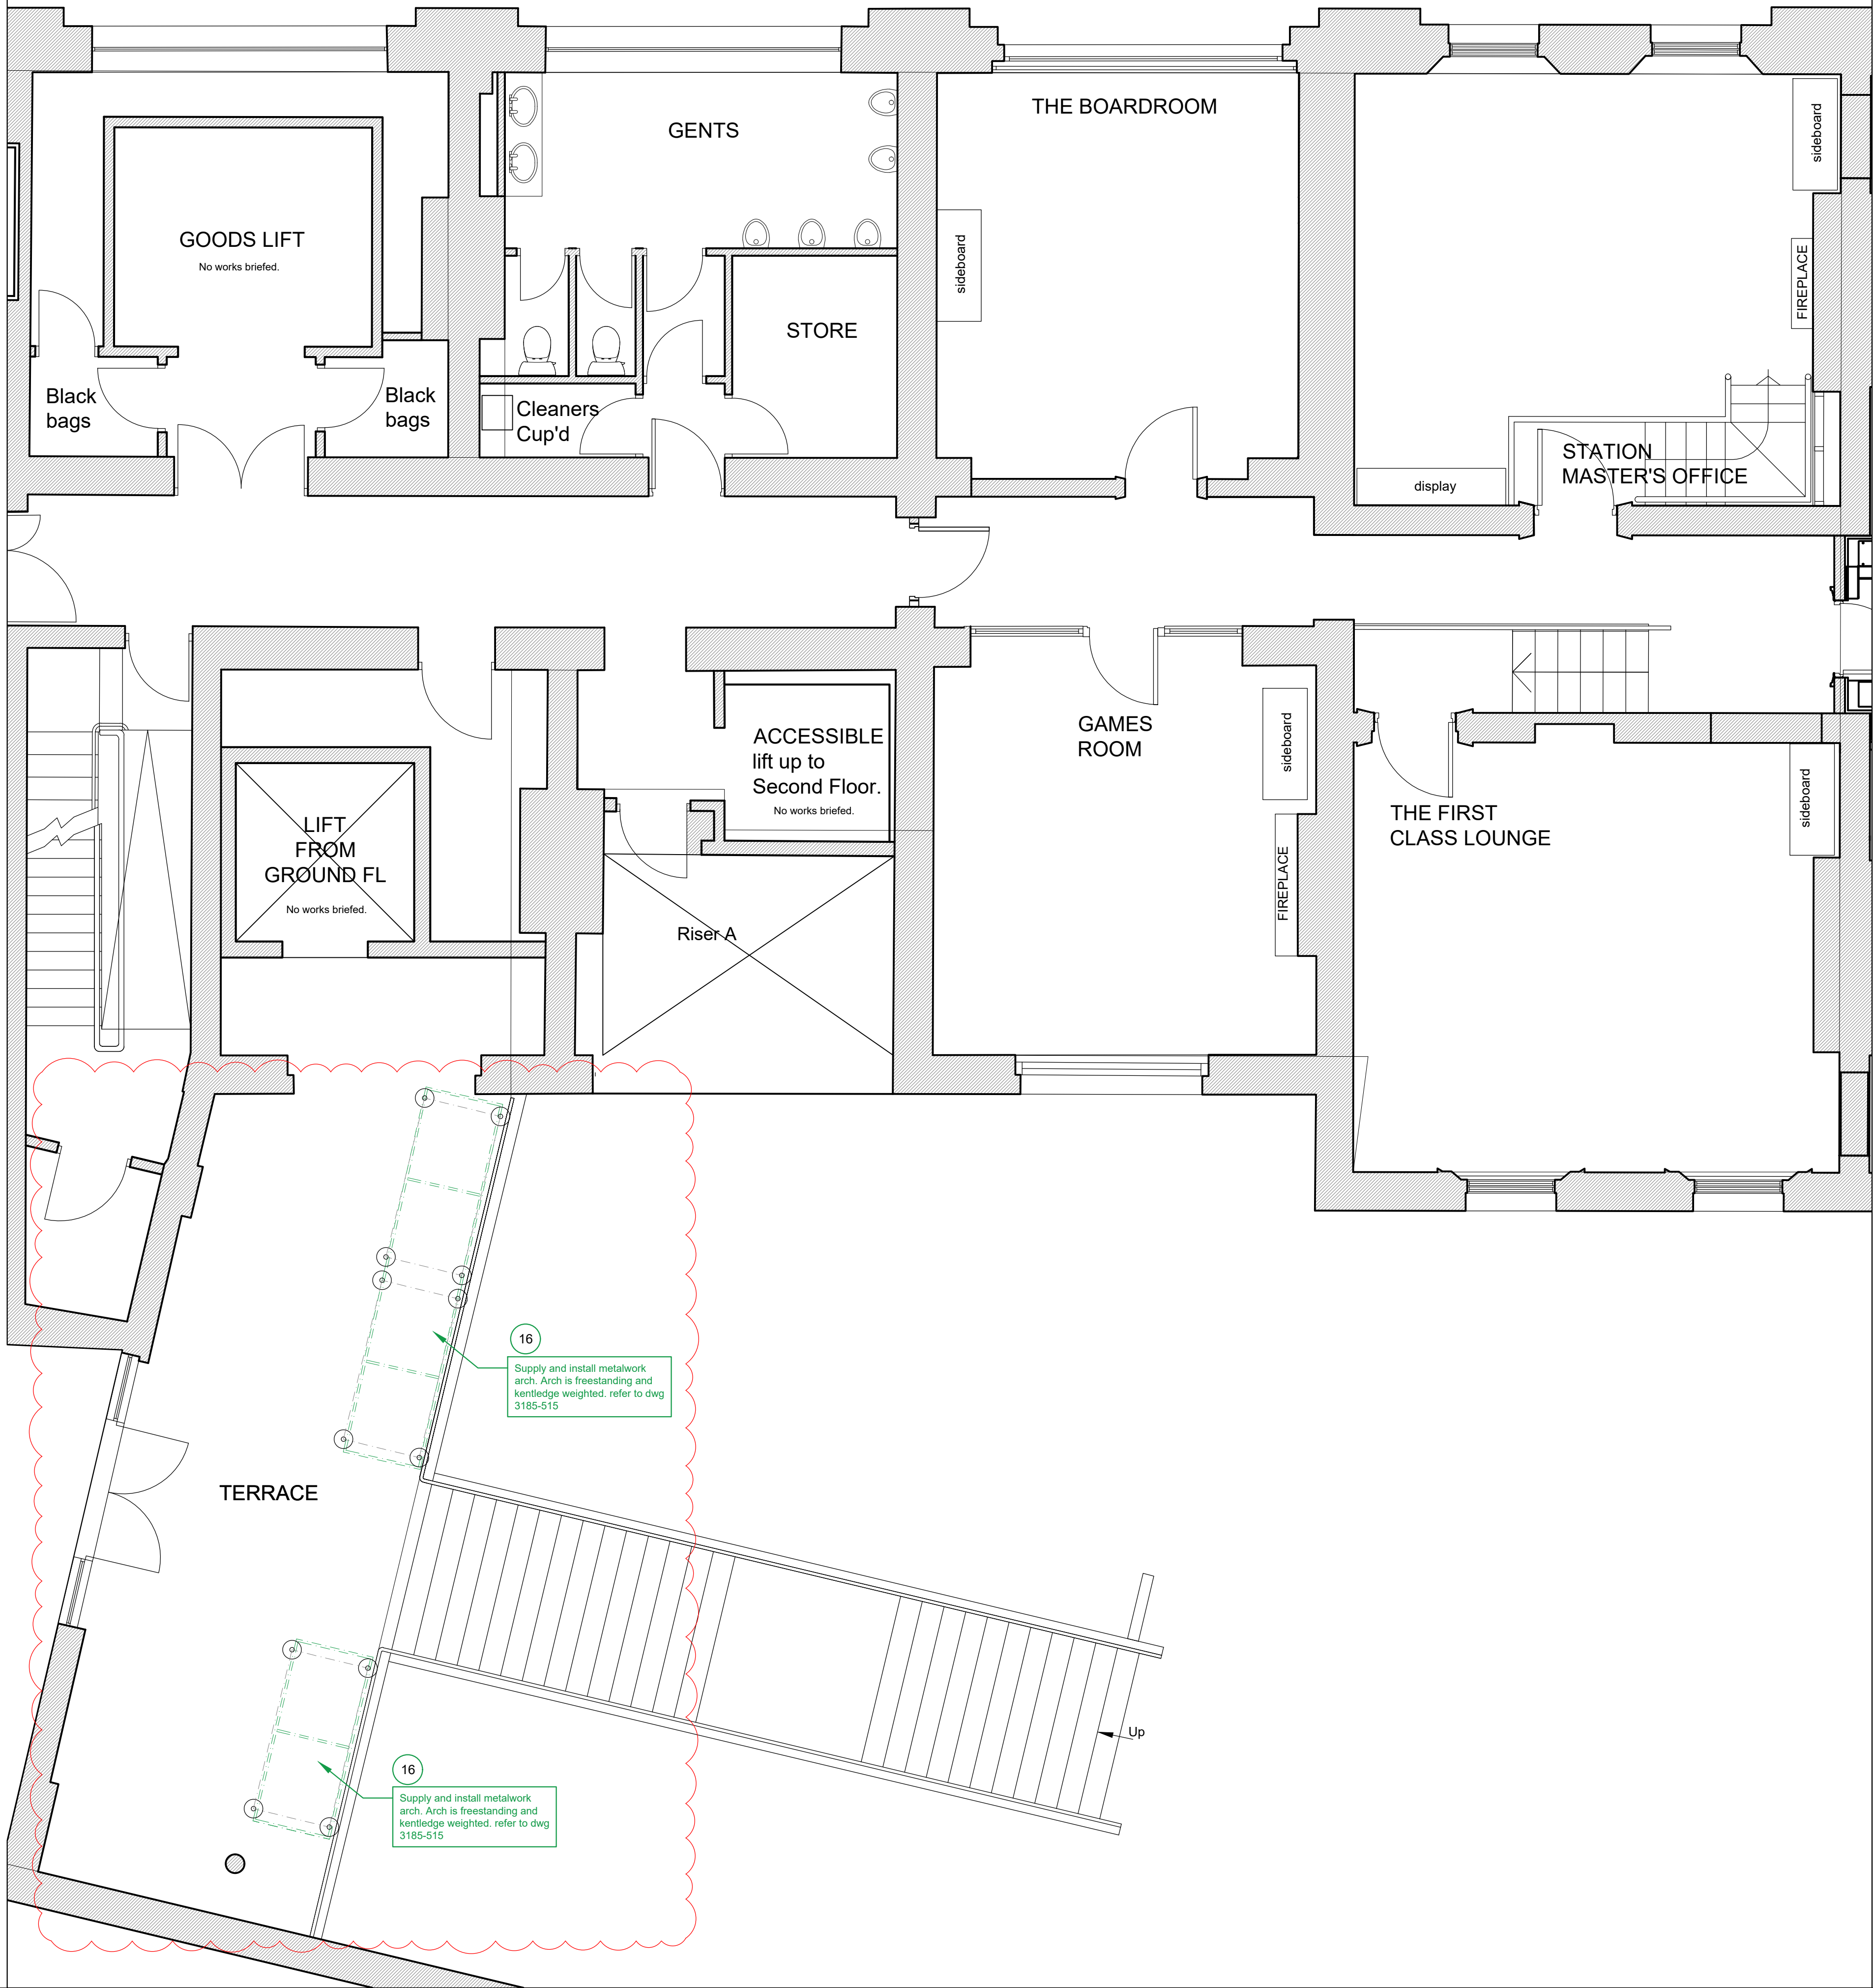 THE BOARDROOM
sideboard
GENTS
GOODS LIFT
No works briefed.
sideboard
FIREPLACE
STORE
Black
bags
Black
bags
Cleaners
Cup'd
STATION
MASTER'S OFFICE
display
ACCESSIBLE
lift up to
Second Floor.
No works briefed.
GAMES
ROOM
sideboard
sideboard
THE FIRST
CLASS LOUNGE
LIFT
FROM
GROUND FL
No works briefed.
FIREPLACE
Riser A
16
Supply and install metalwork
arch. Arch is freestanding and
kentledge weighted. refer to dwg
3185-515
TERRACE
Up
16
Supply and install metalwork
arch. Arch is freestanding and
kentledge weighted. refer to dwg
3185-515